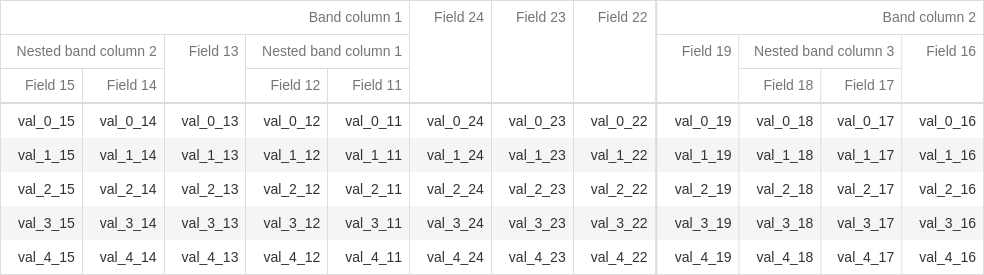 Band column 1 Field 24 Field 23 Field 22 Band column 2
Nested band column 2 Field 13 Nested band column 1 Field 19 Nested band column 3 Field 16
Field 15 Field 14 Field 12 Field 11 Field 18 Field 17
val_0_15 val_0_14 val_0_13 val_0_12 val_0_11 val_0_24 val_0_23 val_0_22 val_0_19 val_0_18 val_0_17 val_0_16
val_1_15 val_1_14 val_1_13 val_1_12 val_1_11 val_1_24 val_1_23 val_1_22 val_1_19 val_1_18 val_1_17 val_1_16
val_2_15 val_2_14 val_2_13 val_2_12 val_2_11 val_2_24 val_2_23 val_2_22 val_2_19 val_2_18 val_2_17 val_2_16
val_3_15 val_3_14 val_3_13 val_3_12 val_3_11 val_3_24 val_3_23 val_3_22 val_3_19 val_3_18 val_3_17 val_3_16
val_4_15 val_4_14 val_4_13 val_4_12 val_4_11 val_4_24 val_4_23 val_4_22 val_4_19 val_4_18 val_4_17 val_4_16